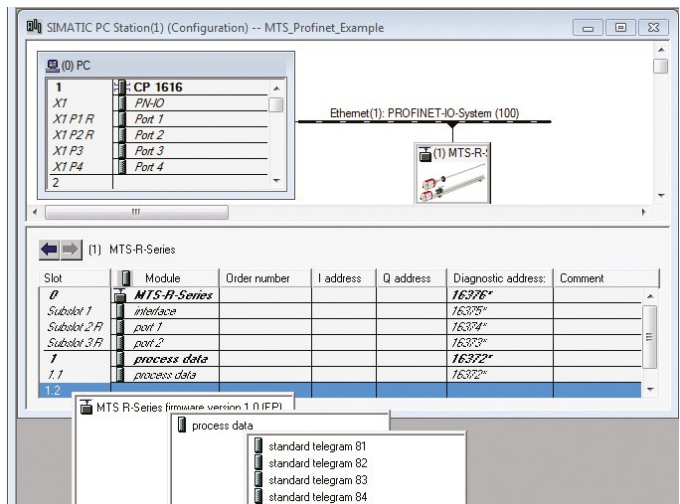 SIMATIC PC Station(1) (Configuration) -- MTS_Profinet_Example
(0) PC
1 CP 1616
X1 PN-IO
X1 P1 R Port 1
X1 P2 R Port 2
X1 P3 Port 3
X1 P4 Port 4
2
Ethernet(1): PROFINET-IO-System (100)
(1) MTS-R-S
(1) MTS-R-Series
Slot Module Order number I address Q address Diagnostic address: Comment
0 MTS-R-Series 16376*
Subslot 1 interface 16375*
Subslot 2 R port 1 16374*
Subslot 3 R port 2 16373*
1 process data 16372*
1.1 process data 16372*
1.2
MTS R-Series firmware version 1.0 (EP)
process data
standard telegram 81
standard telegram 82
standard telegram 83
standard telegram 84